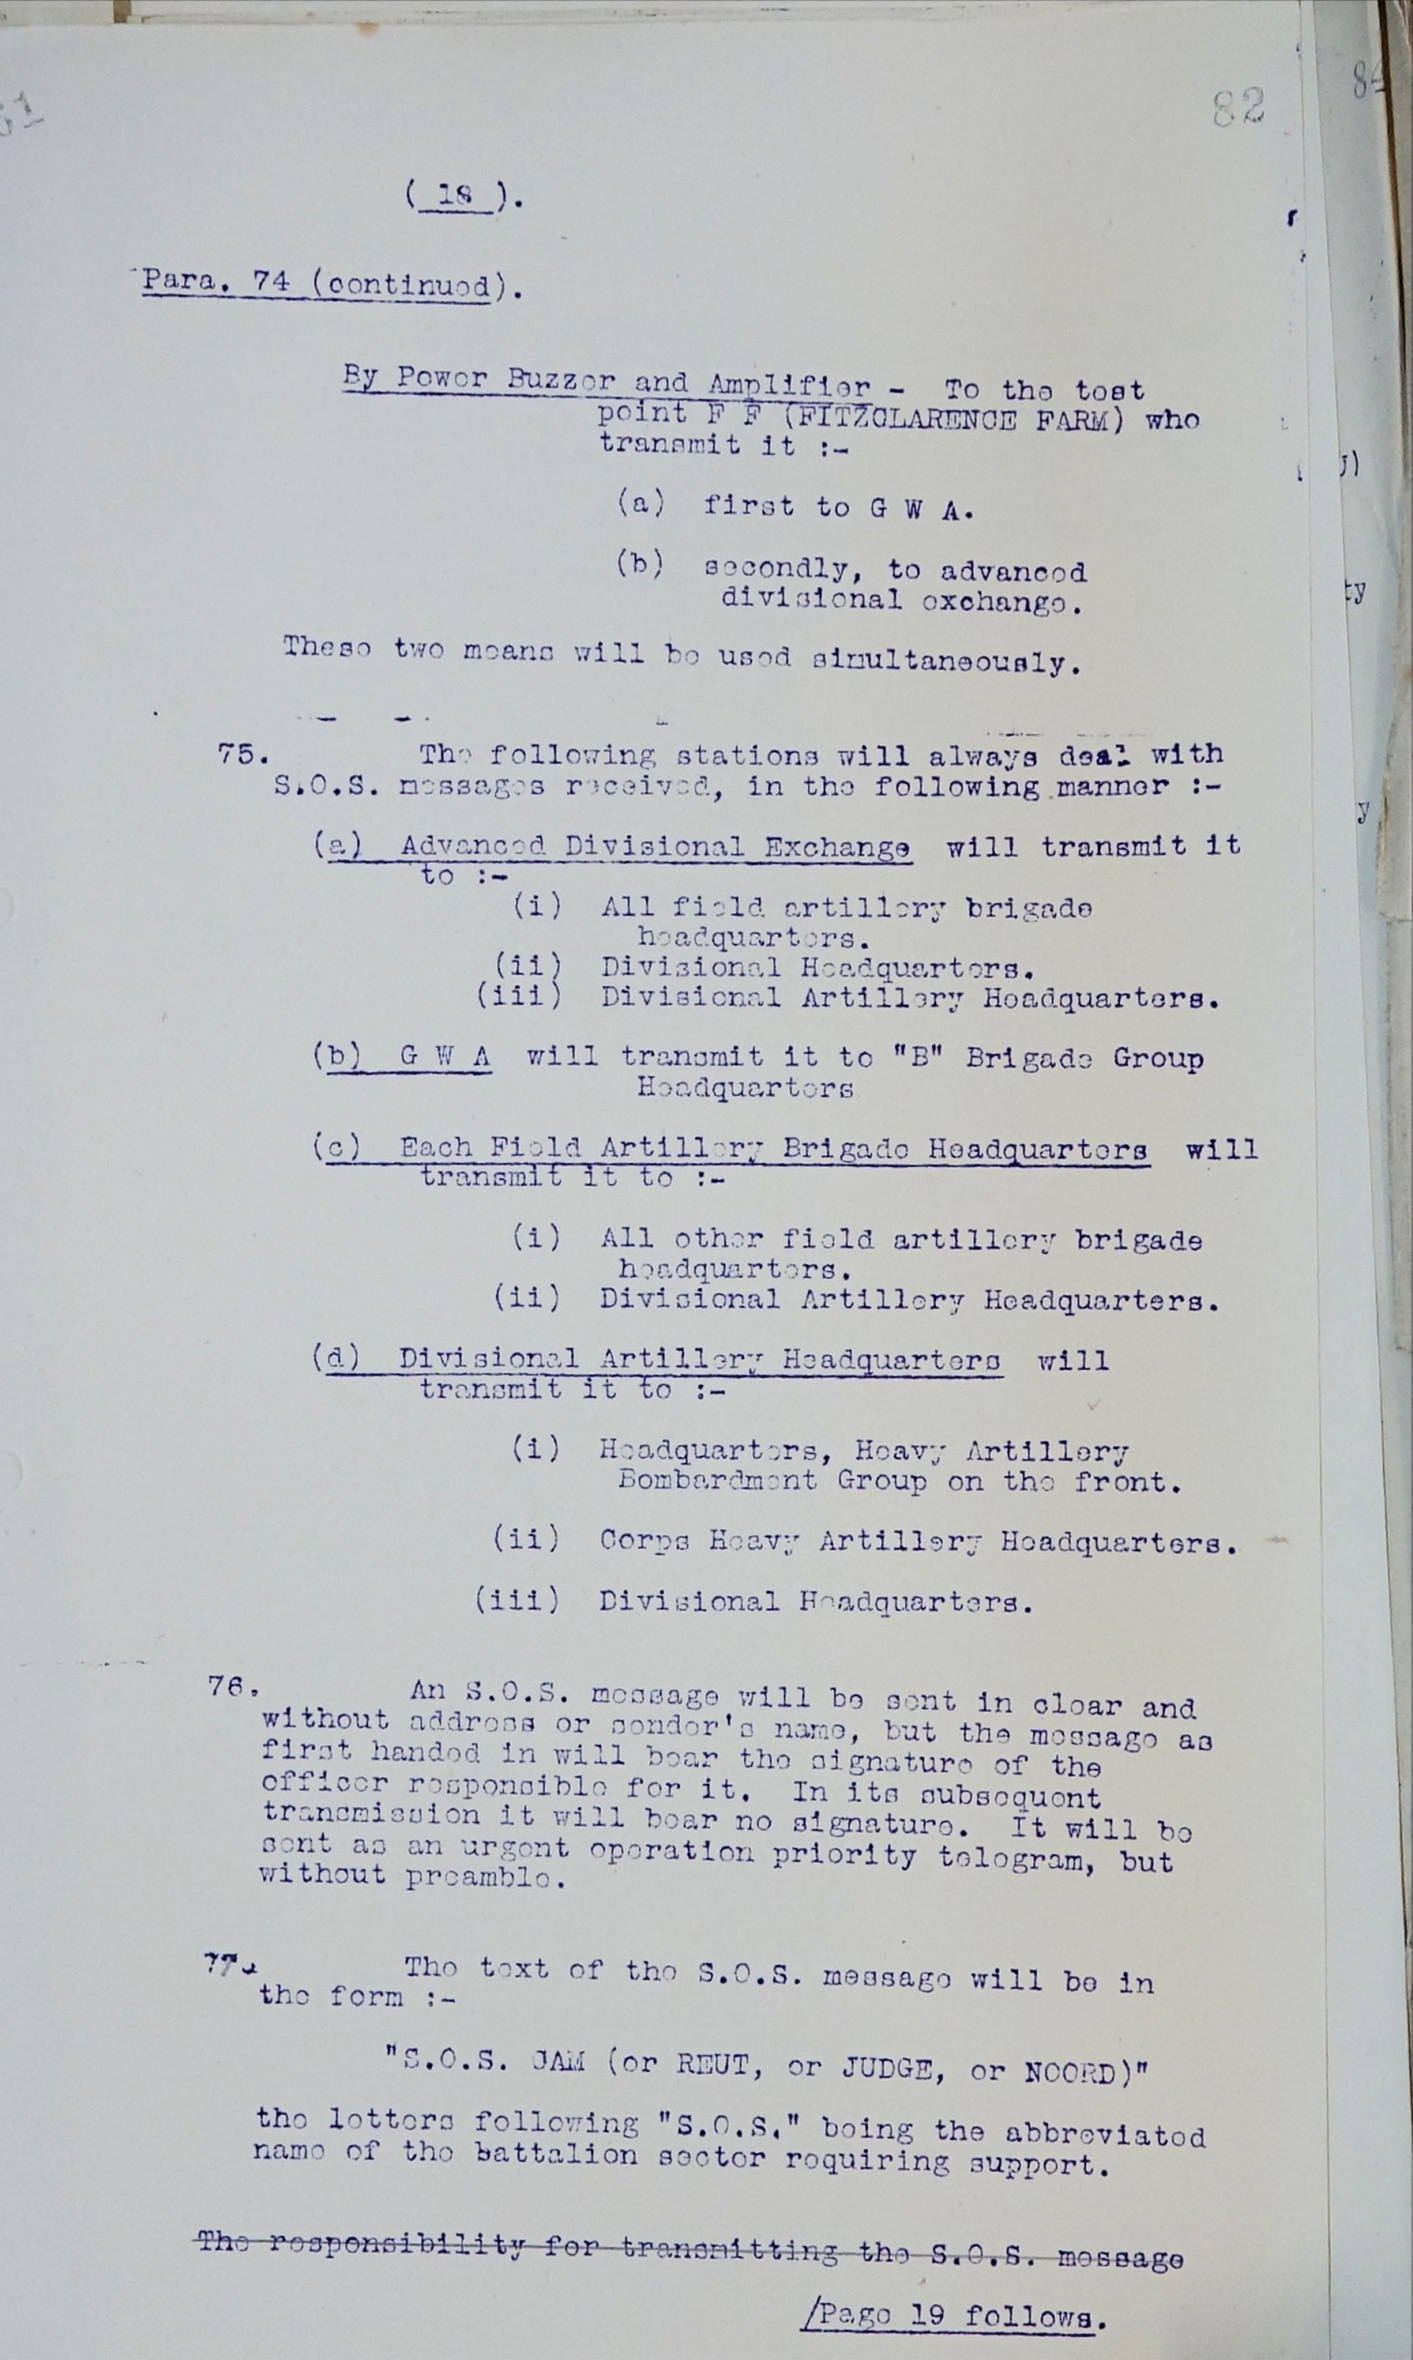 82
( 18 ).
Para. 74 (continued).
By Power Buzzer and Amplifier - To the test
point F F (FITZCLARENCE FARM) who
transmit it :-
(a) first to G W A.
(b) secondly, to advanced
divisional exchange.
These two means will be used simultaneously.
75. The following stations will always deal with
S.O.S. messages received, in the following manner :-
(a) Advanced Divisional Exchange will transmit it
to :-
(i) All field artillery brigade
headquarters.
(ii) Divisional Headquarters.
(iii) Divisional Artillery Headquarters.
(b) G W A will transmit it to "B" Brigade Group
Headquarters
(c) Each Field Artillery Brigade Headquarters will
transmit it to :-
(i) All other field artillery brigade
headquarters.
(ii) Divisional Artillery Headquarters.
(d) Divisional Artillery Headquarters will
transmit it to :-
(i) Headquarters, Heavy Artillery
Bombardment Group on the front.
(ii) Corps Heavy Artillery Headquarters.
(iii) Divisional Headquarters.
76. An S.O.S. message will be sent in clear and
without address or sender's name, but the message as
first handed in will bear the signature of the
officer responsible for it. In its subsequent
transmission it will bear no signature. It will be
sent as an urgent operation priority telegram, but
without preamble.
77. The text of the S.O.S. message will be in
the form :-
"S.O.S. JAM (or REUT, or JUDGE, or NOORD)"
the letters following "S.O.S." being the abbreviated
name of the battalion sector requiring support.
The responsibility for transmitting the S.O.S. message
/Page 19 follows.